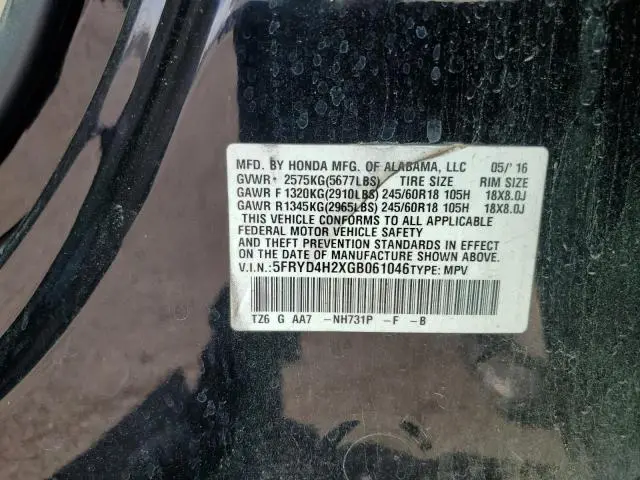 MFD. BY HONDA MFG. OF ALABAMA, LLC 05/'16
GVWR 2575KG(5677LBS) TIRE SIZE RIM SIZE
GAWR F 1320KG(2910LBS) 245/60R18 105H 18X8.0J
GAWR R1345KG(2965LBS) 245/60R18 105H 18X8.0J
THIS VEHICLE CONFORMS TO ALL APPLICABLE
FEDERAL MOTOR VEHICLE SAFETY
AND THEFT PREVENTION STANDARDS IN EFFECT
ON THE DATE OF MANUFACTURE SHOWN ABOVE.
V.I.N.:5FRYD4H2XGB061046 TYPE: MPV
TZ6 G AA7 -NH731P -F -B